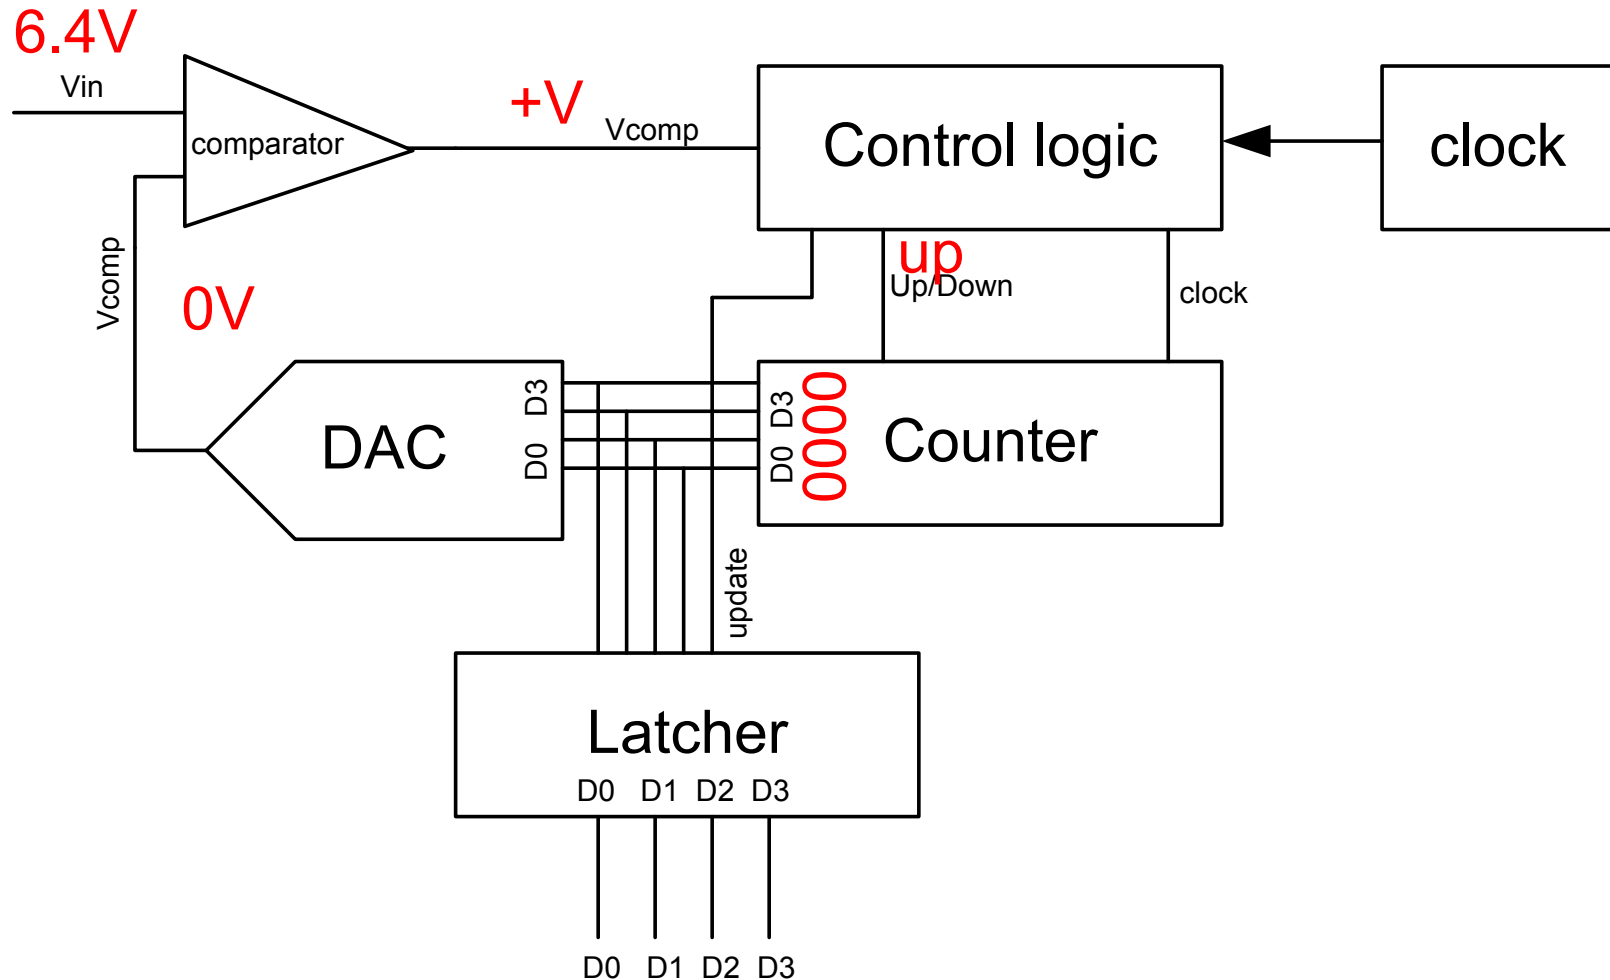 6.4V
Vin
comparator
+V
Vcomp
Control logic
clock
Vcomp
0V
up
Up/Down
clock
DAC
D3
D0
D3
D0
0000
Counter
update
Latcher
D0 D1 D2 D3
D0 D1 D2 D3